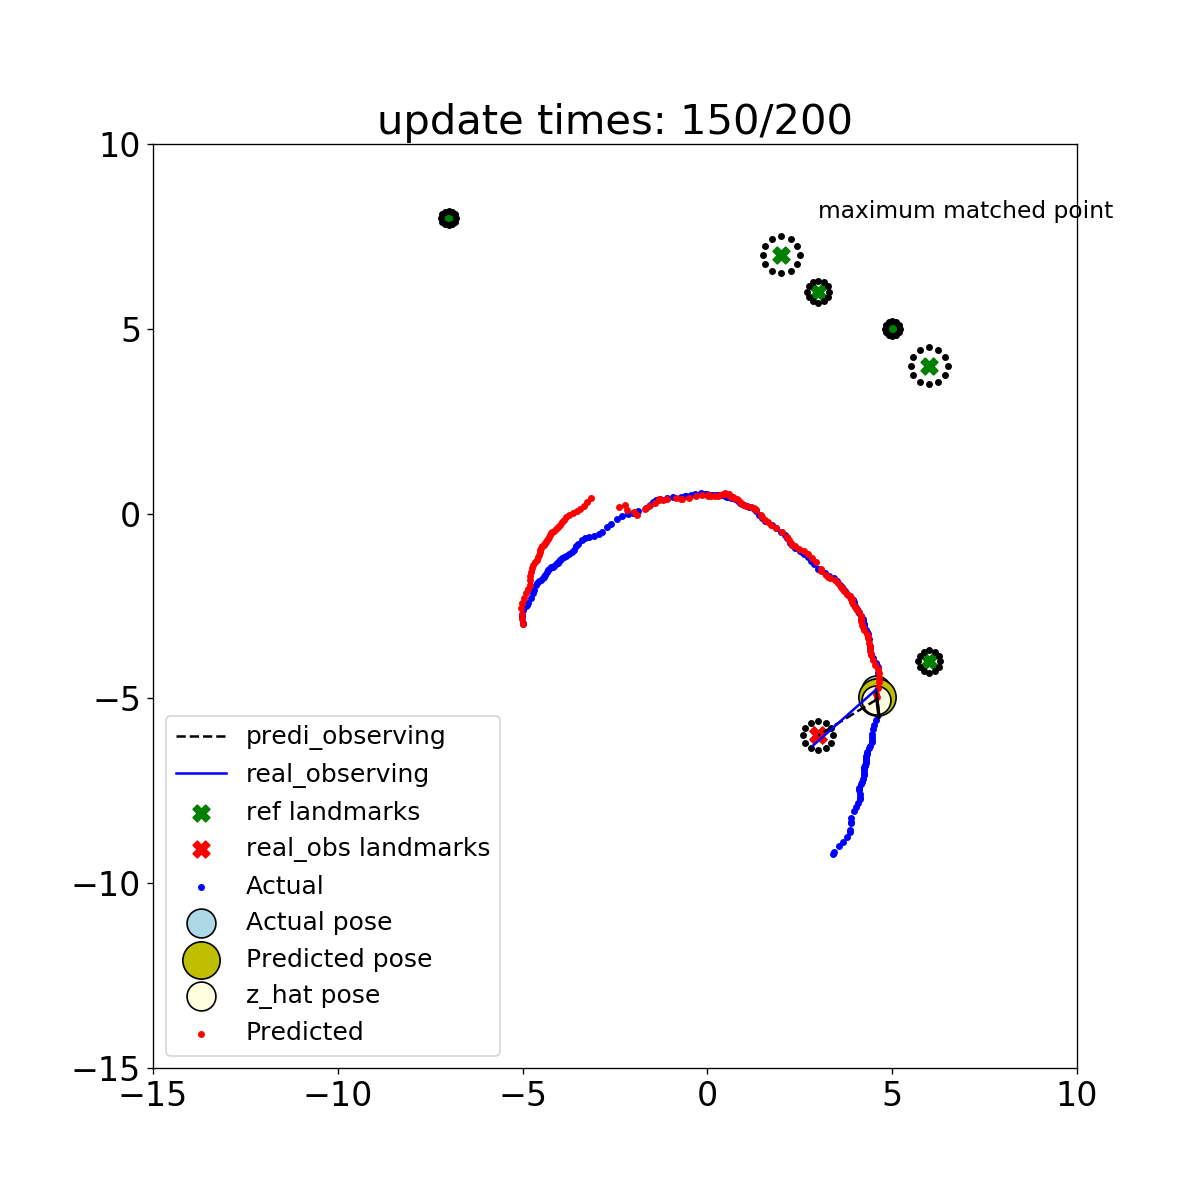 update times: 150/200
10
5
0
−5
−10
−15
maximum matched point
predi_observing
real_observing
ref landmarks
real_obs landmarks
Actual
Actual pose
Predicted pose
z_hat pose
Predicted
−15 −10 −5 0 5 10